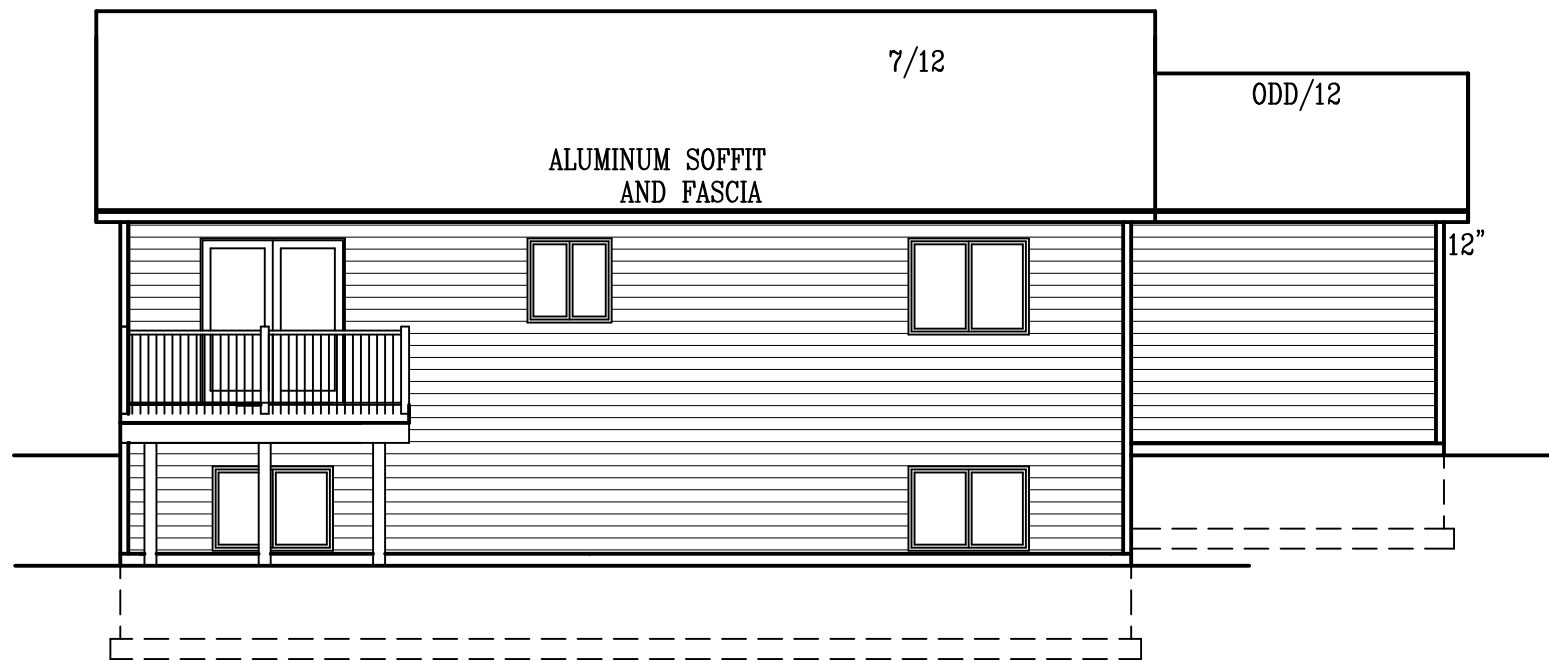 7/12
ODD/12
ALUMINUM SOFFIT
AND FASCIA
12"